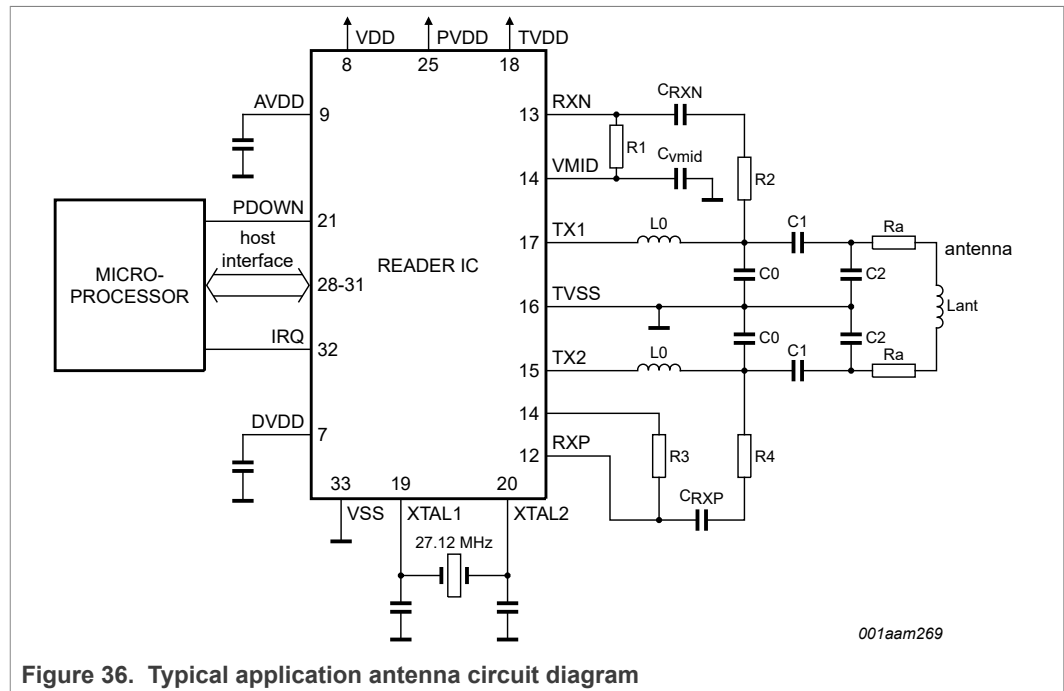 VDD PVDD TVDD
8 25 18
AVDD 9
13 RXN CRXN
R1
14 VMID Cvmid
R2
PDOWN 21
17 TX1 L0 C1 Ra
antenna
host
interface
READER IC
MICRO-
PROCESSOR
28-31
C0 C2
16 TVSS
Lant
IRQ 32
C0 C2
15 TX2 L0 C1 Ra
14
DVDD 7
12 RXP R3 R4
CRXP
33 19 20
VSS XTAL1 XTAL2
27.12 MHz
001aam269
Figure 36. Typical application antenna circuit diagram